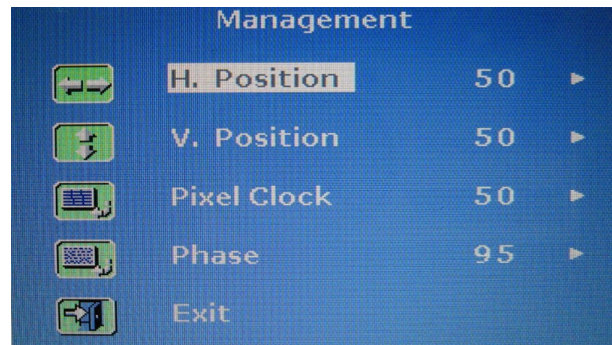 Management
H. Position 50
V. Position 50
Pixel Clock 50
Phase 95
Exit